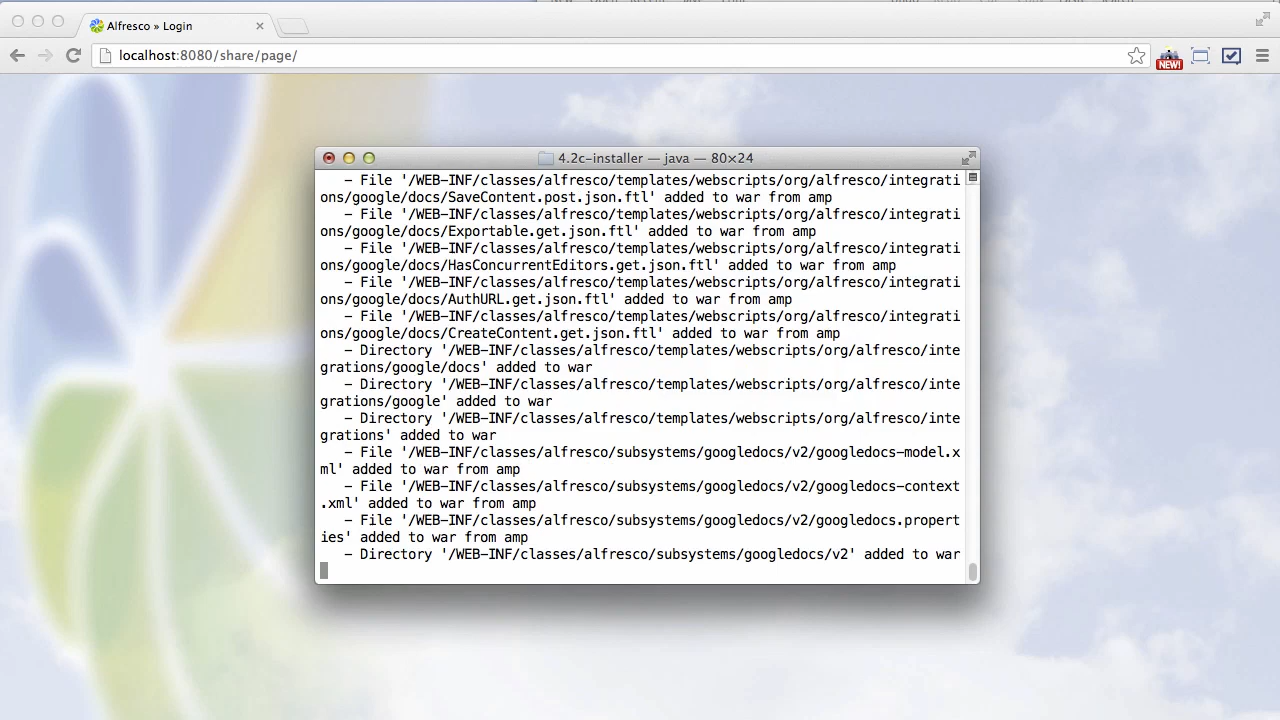 Alfresco » Login
localhost:8080/share/page/
NEW!
4.2c-installer — java — 80×24
- File '/WEB-INF/classes/alfresco/templates/webscripts/org/alfresco/integrati
ons/google/docs/SaveContent.post.json.ftl' added to war from amp
- File '/WEB-INF/classes/alfresco/templates/webscripts/org/alfresco/integrati
ons/google/docs/Exportable.get.json.ftl' added to war from amp
- File '/WEB-INF/classes/alfresco/templates/webscripts/org/alfresco/integrati
ons/google/docs/HasConcurrentEditors.get.json.ftl' added to war from amp
- File '/WEB-INF/classes/alfresco/templates/webscripts/org/alfresco/integrati
ons/google/docs/AuthURL.get.json.ftl' added to war from amp
- File '/WEB-INF/classes/alfresco/templates/webscripts/org/alfresco/integrati
ons/google/docs/CreateContent.get.json.ftl' added to war from amp
- Directory '/WEB-INF/classes/alfresco/templates/webscripts/org/alfresco/inte
grations/google/docs' added to war
- Directory '/WEB-INF/classes/alfresco/templates/webscripts/org/alfresco/inte
grations/google' added to war
- Directory '/WEB-INF/classes/alfresco/templates/webscripts/org/alfresco/inte
grations' added to war
- File '/WEB-INF/classes/alfresco/subsystems/googledocs/v2/googledocs-model.x
ml' added to war from amp
- File '/WEB-INF/classes/alfresco/subsystems/googledocs/v2/googledocs-context
.xml' added to war from amp
- File '/WEB-INF/classes/alfresco/subsystems/googledocs/v2/googledocs.propert
ies' added to war from amp
- Directory '/WEB-INF/classes/alfresco/subsystems/googledocs/v2' added to war